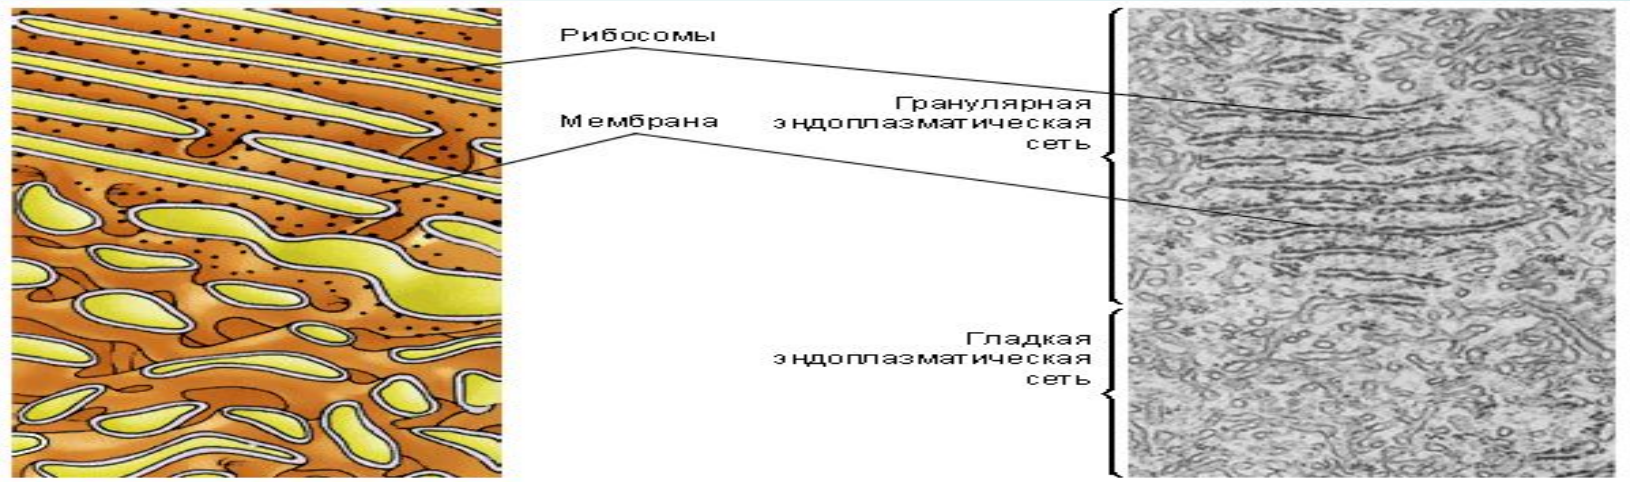 Рибосомы
Гранулярная
эндоплазматическая
сеть
Мембрана
Гладкая
эндоплазматическая
сеть